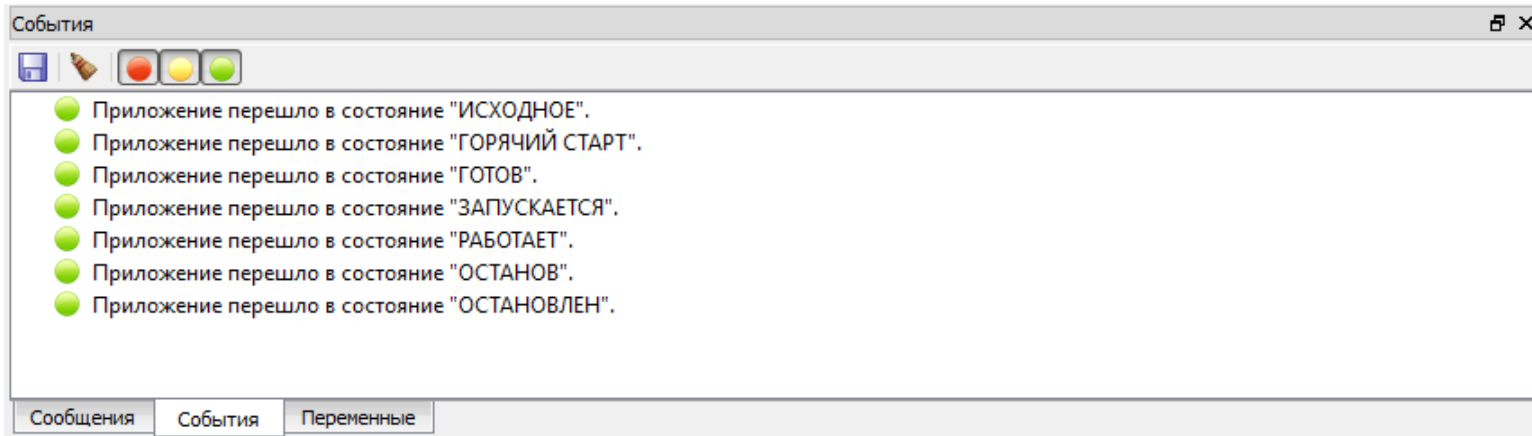 События
Приложение перешло в состояние "ИСХОДНОЕ".
Приложение перешло в состояние "ГОРЯЧИЙ СТАРТ".
Приложение перешло в состояние "ГОТОВ".
Приложение перешло в состояние "ЗАПУСКАЕТСЯ".
Приложение перешло в состояние "РАБОТАЕТ".
Приложение перешло в состояние "ОСТАНОВ".
Приложение перешло в состояние "ОСТАНОВЛЕН".
Сообщения События Переменные